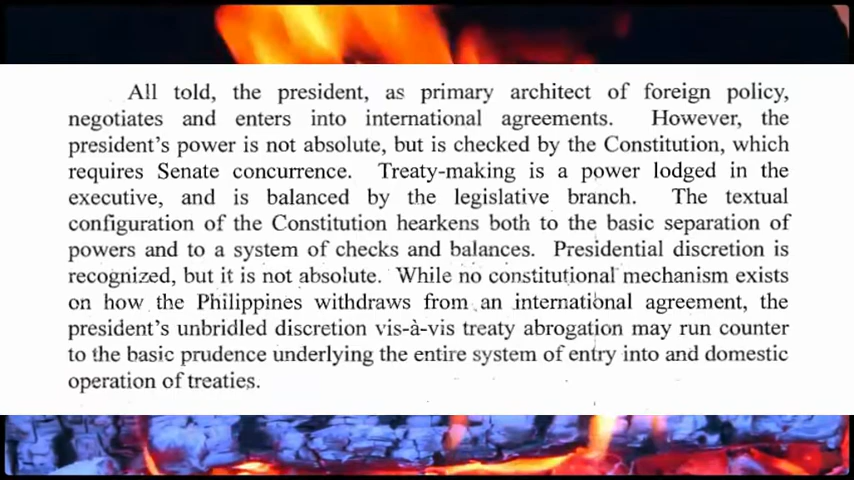 All told, the president, as primary architect of foreign policy,
negotiates and enters into international agreements. However, the
president's power is not absolute, but is checked by the Constitution, which
requires Senate concurrence. Treaty-making is a power lodged in the
executive, and is balanced by the legislative branch. The textual
configuration of the Constitution hearkens both to the basic separation of
powers and to a system of checks and balances. Presidential discretion is
recognized, but it is not absolute. While no constitutional mechanism exists
on how the Philippines withdraws from an international agreement, the
president's unbridled discretion vis-à-vis treaty abrogation may run counter
to the basic prudence underlying the entire system of entry into and domestic
operation of treaties.